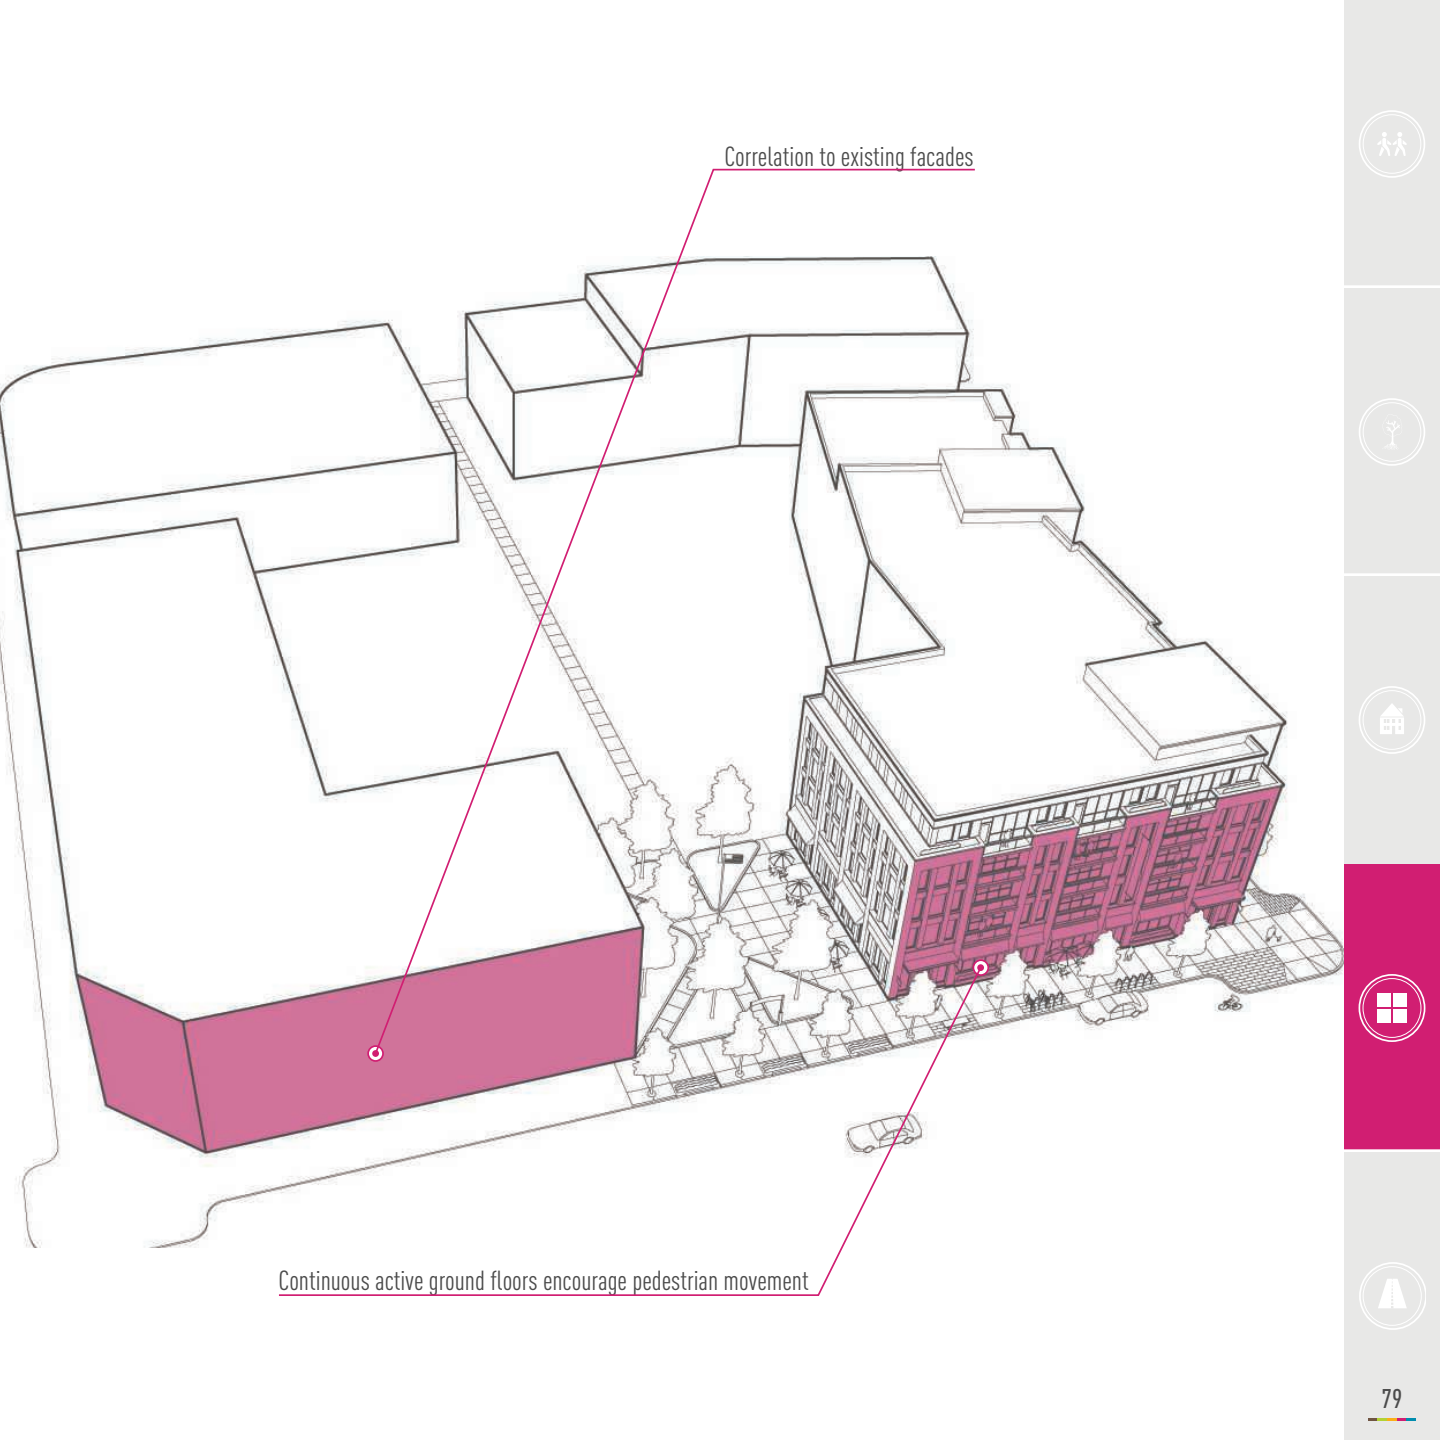 Correlation to existing facades
Continuous active ground floors encourage pedestrian movement
79